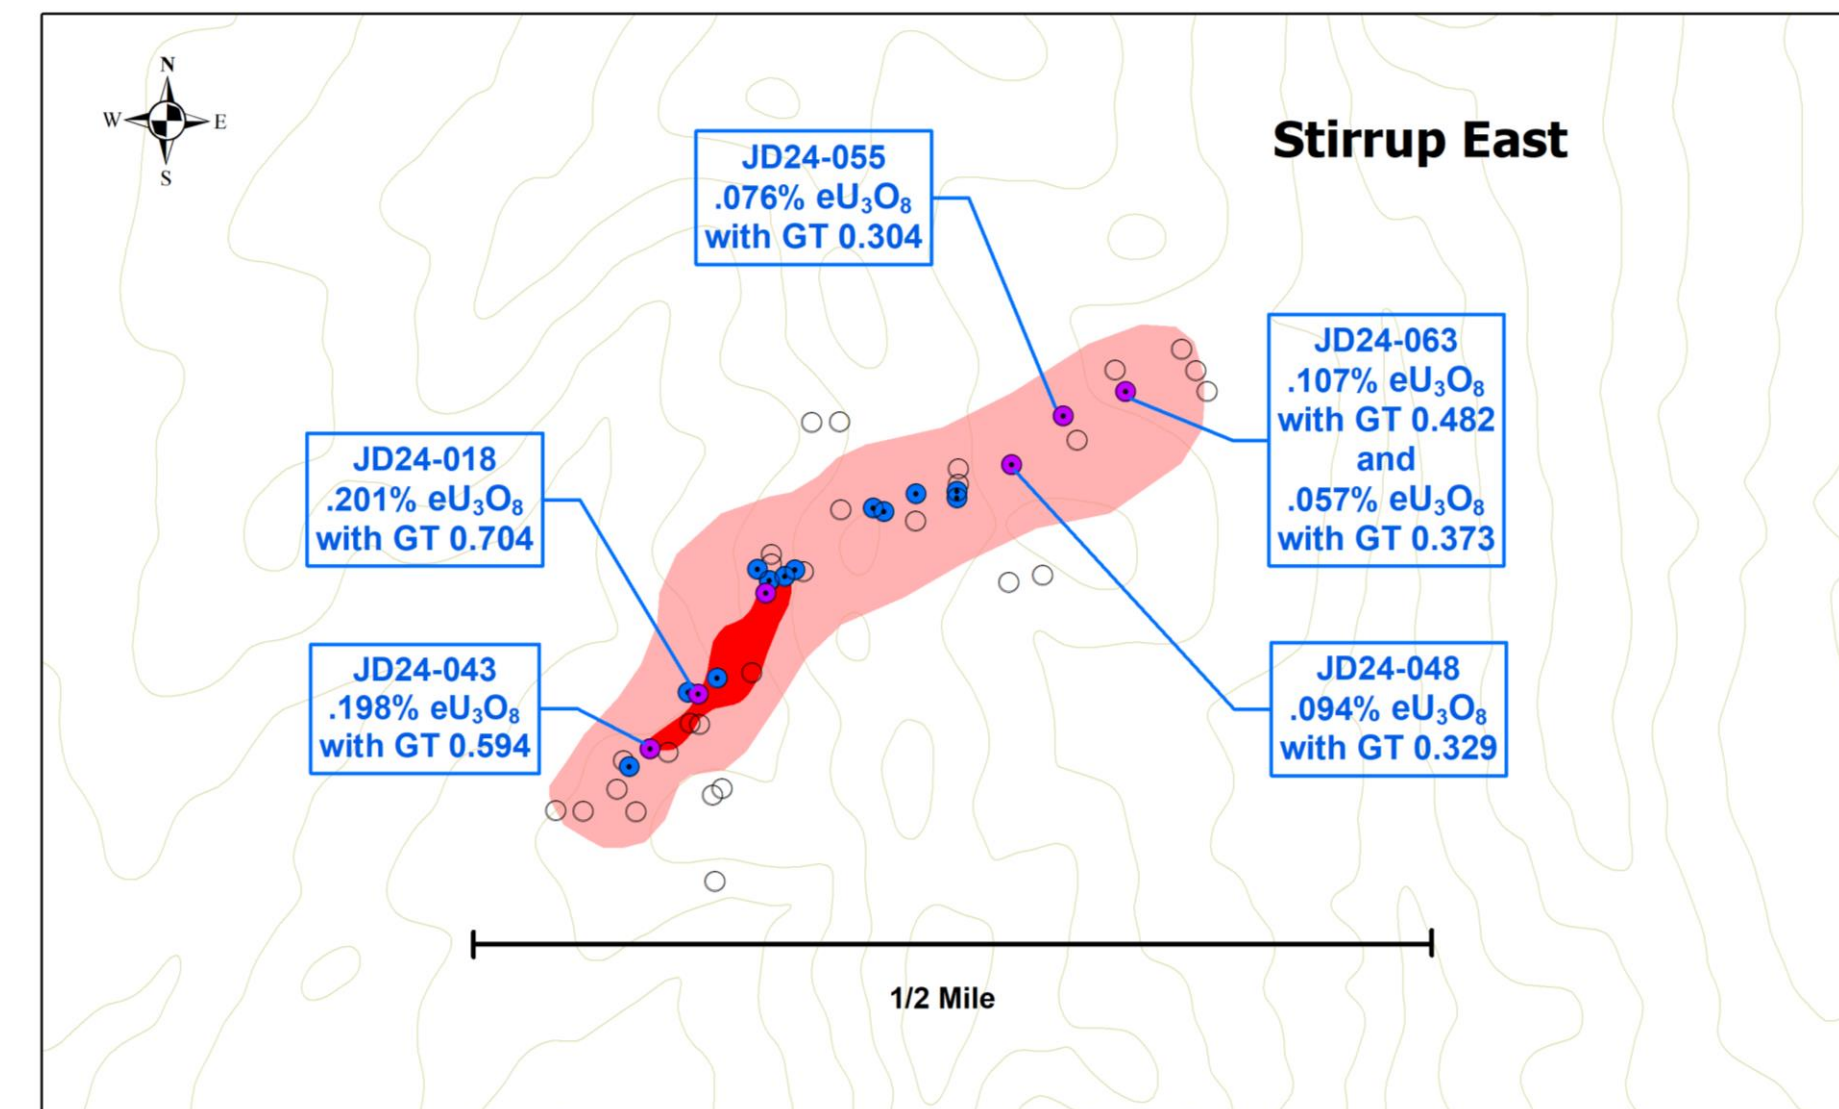 N
W E
S
Stirrup East
JD24-055
.076% eU₃O₈
with GT 0.304
JD24-063
.107% eU₃O₈
with GT 0.482
and
.057% eU₃O₈
with GT 0.373
JD24-018
.201% eU₃O₈
with GT 0.704
JD24-043
.198% eU₃O₈
with GT 0.594
JD24-048
.094% eU₃O₈
with GT 0.329
1/2 Mile